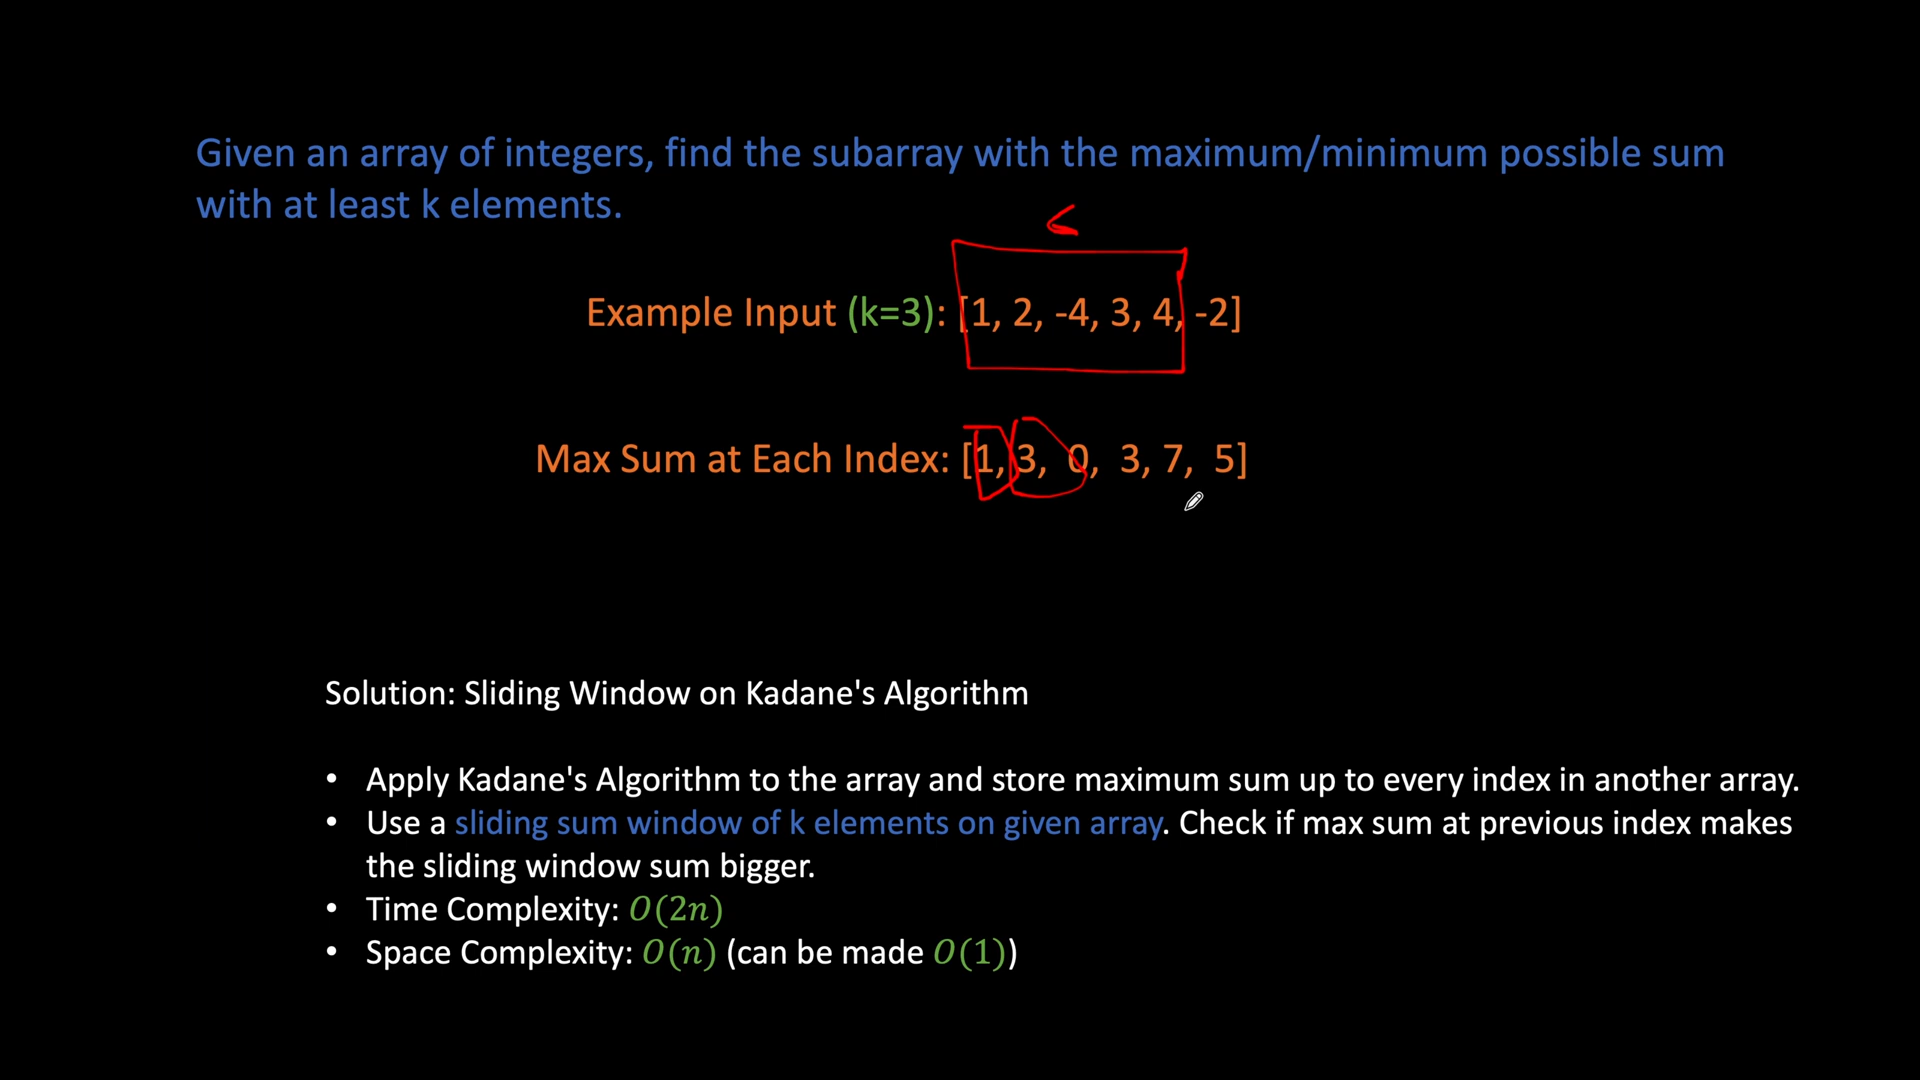 Given an array of integers, find the subarray with the maximum/minimum possible sum
with at least k elements.
Example Input (k=3): [1, 2, -4, 3, 4, -2]
Max Sum at Each Index: [1, 3, 0, 3, 7, 5]
Solution: Sliding Window on Kadane's Algorithm
• Apply Kadane's Algorithm to the array and store maximum sum up to every index in another array.
• Use a sliding sum window of k elements on given array. Check if max sum at previous index makes
the sliding window sum bigger.
• Time Complexity: O(2n)
• Space Complexity: O(n) (can be made O(1))